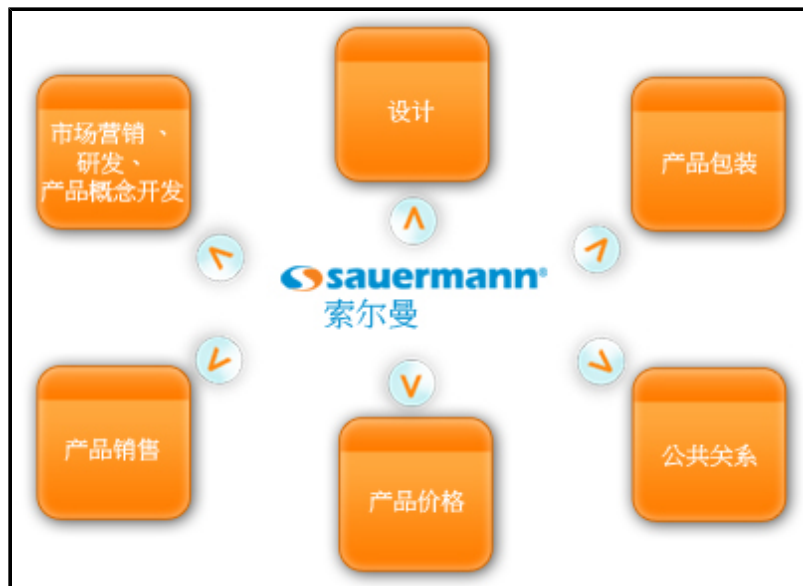 设计
市场营销 、
研发、
产品概念开发
产品包装
sauermann®
索尔曼
产品销售
产品价格
公共关系